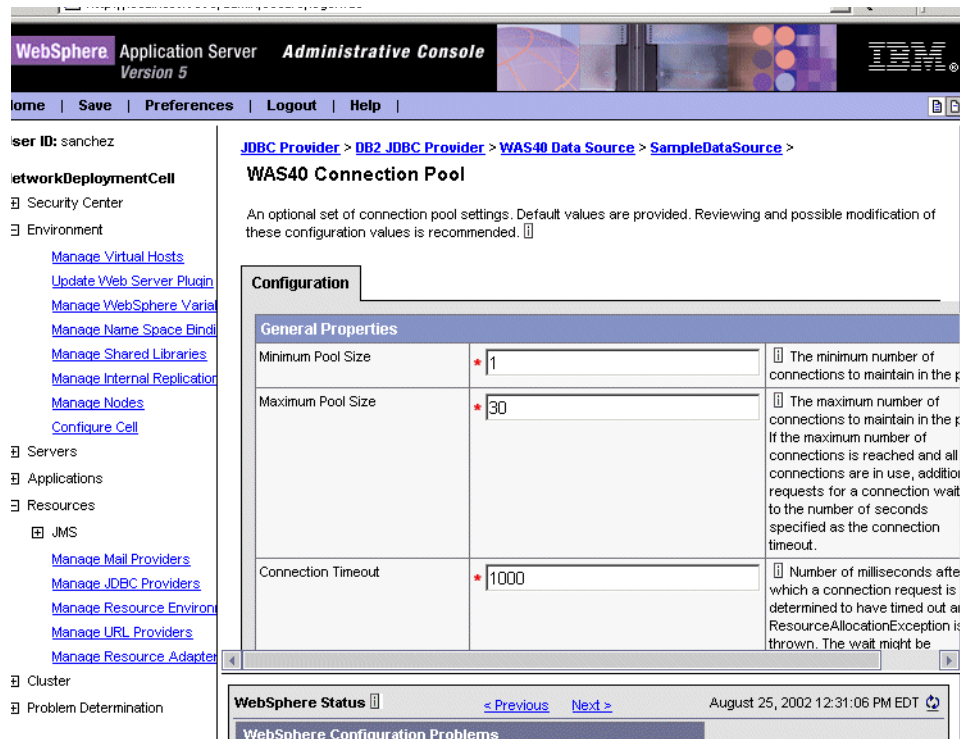 WebSphere Application Server Administrative Console
Version 5
IBM®
Home | Save | Preferences | Logout | Help |
User ID: sanchez
NetworkDeploymentCell
Security Center
Environment
Manage Virtual Hosts
Update Web Server Plugin
Manage WebSphere Varial
Manage Name Space Bindi
Manage Shared Libraries
Manage Internal Replication
Manage Nodes
Configure Cell
Servers
Applications
Resources
JMS
Manage Mail Providers
Manage JDBC Providers
Manage Resource Environ
Manage URL Providers
Manage Resource Adapter
Cluster
Problem Determination
JDBC Provider > DB2 JDBC Provider > WAS40 Data Source > SampleDataSource >
WAS40 Connection Pool
An optional set of connection pool settings. Default values are provided. Reviewing and possible modification of
these configuration values is recommended. i
Configuration
General Properties
Minimum Pool Size
* 1
i The minimum number of
connections to maintain in the p
Maximum Pool Size
* 30
i The maximum number of
connections to maintain in the p
If the maximum number of
connections is reached and all
connections are in use, addition
requests for a connection wait
to the number of seconds
specified as the connection
timeout.
Connection Timeout
* 1000
i Number of milliseconds afte
which a connection request is
determined to have timed out a
ResourceAllocationException is
thrown. The wait might be
WebSphere Status i < Previous Next > August 25, 2002 12:31:06 PM EDT
WebSphere Configuration Problems